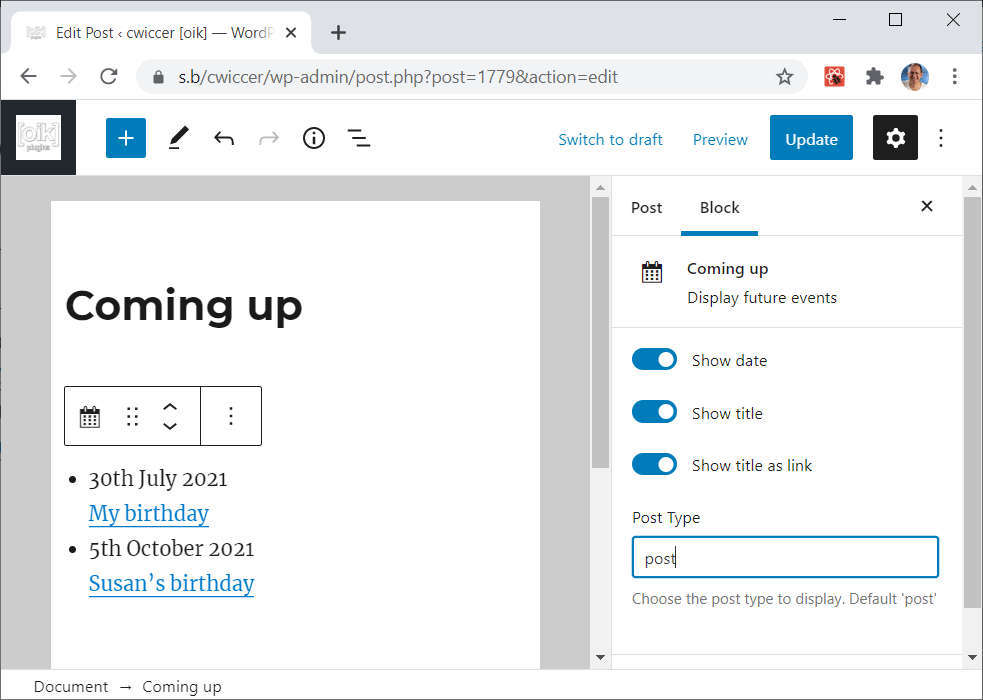 Edit Post ‹ cwiccer [oik] — WordP
s.b/cwiccer/wp-admin/post.php?post=1779&action=edit
[oik]
plugins
Switch to draft
Preview
Update
Post
Block
Coming up
Display future events
Coming up
Show date
Show title
Show title as link
30th July 2021
My birthday
5th October 2021
Susan’s birthday
Post Type
post
Choose the post type to display. Default 'post'
Document → Coming up